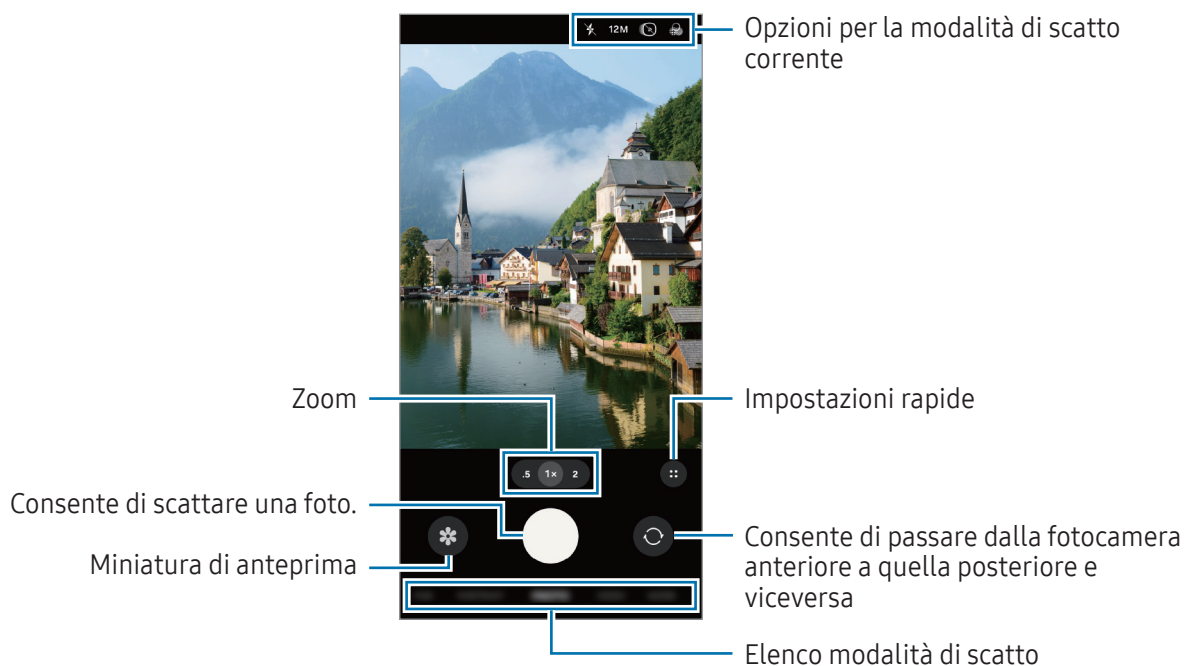 Opzioni per la modalità di scatto
corrente
12M
Zoom
Impostazioni rapide
.5 1× 2
Consente di scattare una foto.
Consente di passare dalla fotocamera
anteriore a quella posteriore e
viceversa
Miniatura di anteprima
Elenco modalità di scatto